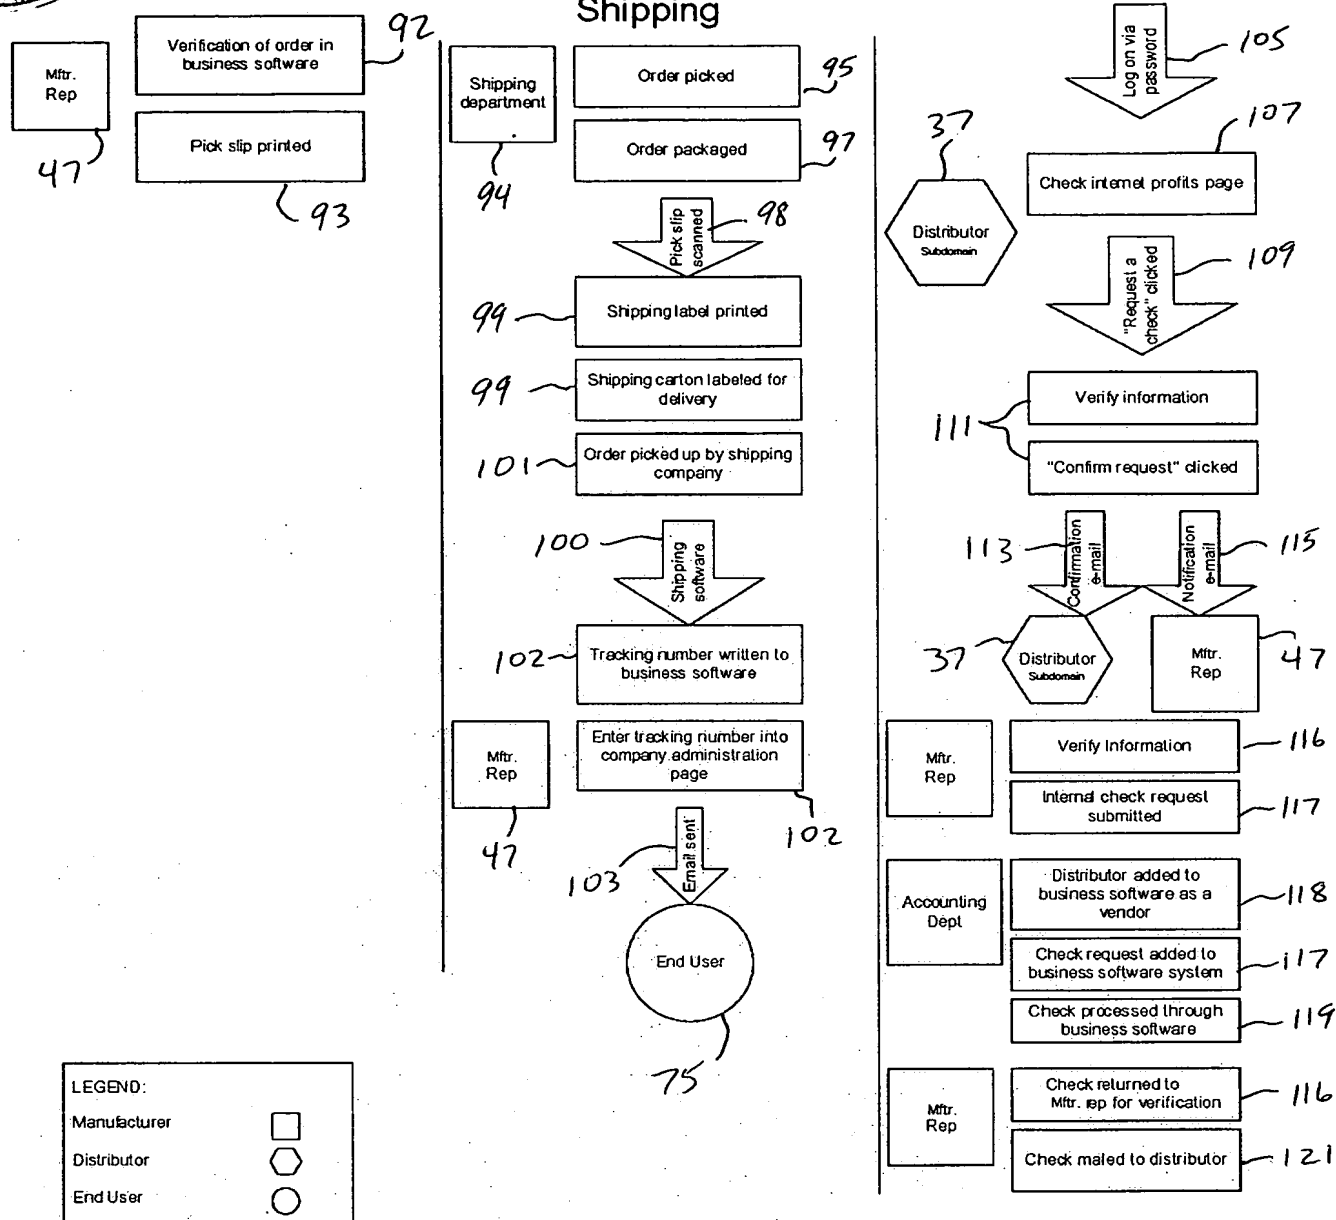 Shipping
Mftr.
Rep
47
Verification of order in
business software
92
Pick slip printed
93
Shipping
department
94
Order picked
95
Order packaged
97
Pick slip
scanned
98
Shipping label printed
99
Shipping carton labeled for
delivery
99
Order picked up by shipping
company
101
Shipping
software
100
Tracking number written to
business software
102
Mftr.
Rep
47
Enter tracking number into
company administration
page
102
Email sent
103
End User
75
Log on via
password
105
37
Distributor
Subdomain
Check internet profits page
107
"Request a
check" clicked
109
Verify information
111
"Confirm request" clicked
Confirmation
e-mail
113
Notification
e-mail
115
Distributor
Subdomain
37
Mftr.
Rep
47
Mftr.
Rep
Verify Information
116
Internal check request
submitted
117
Accounting
Dept
Distributor added to
business software as a
vendor
118
Check request added to
business software system
117
Check processed through
business software
119
Mftr.
Rep
Check returned to
Mftr. rep for verification
116
Check maled to distributor
121
LEGEND:
Manufacturer
Distributor
End User